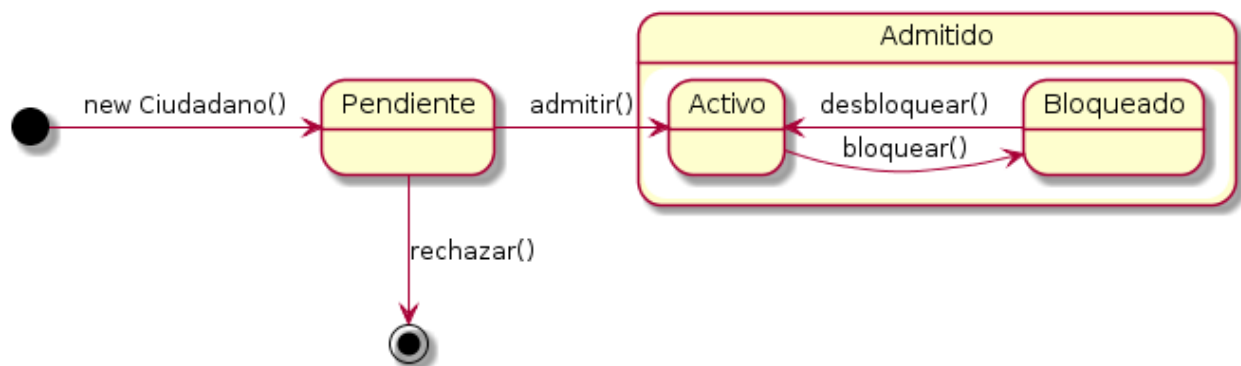 Admitido
new Ciudadano()
Pendiente
admitir()
Activo
desbloquear()
Bloqueado
bloquear()
rechazar()